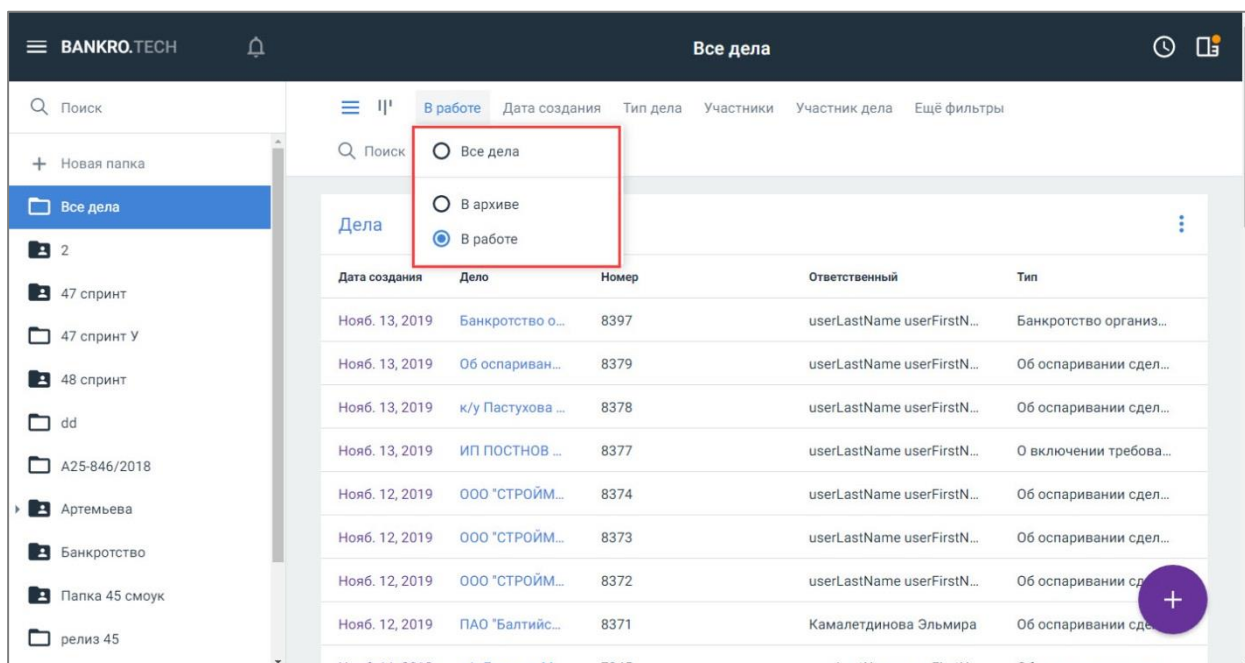 BANKRO.TECH
Все дела
Поиск
Новая папка
Все дела
2
47 спринт
47 спринт У
48 спринт
dd
А25-846/2018
Артемьева
Банкротство
Папка 45 смоук
релиз 45
В работе Дата создания Тип дела Участники Участник дела Ещё фильтры
Поиск
Все дела
В архиве
В работе
Дела
Дата создания Дело Номер Ответственный Тип
Нояб. 13, 2019 Банкротство о... 8397 userLastName userFirstN... Банкротство организ...
Нояб. 13, 2019 Об оспариван... 8379 userLastName userFirstN... Об оспаривании сдел...
Нояб. 13, 2019 к/у Пастухова ... 8378 userLastName userFirstN... Об оспаривании сдел...
Нояб. 13, 2019 ИП ПОСТНОВ ... 8377 userLastName userFirstN... О включении требова...
Нояб. 12, 2019 ООО "СТРОЙМ... 8374 userLastName userFirstN... Об оспаривании сдел...
Нояб. 12, 2019 ООО "СТРОЙМ... 8373 userLastName userFirstN... Об оспаривании сдел...
Нояб. 12, 2019 ООО "СТРОЙМ... 8372 userLastName userFirstN... Об оспаривании
Нояб. 12, 2019 ПАО "Балтийс... 8371 Камалетдинова Эльмира Об оспаривании